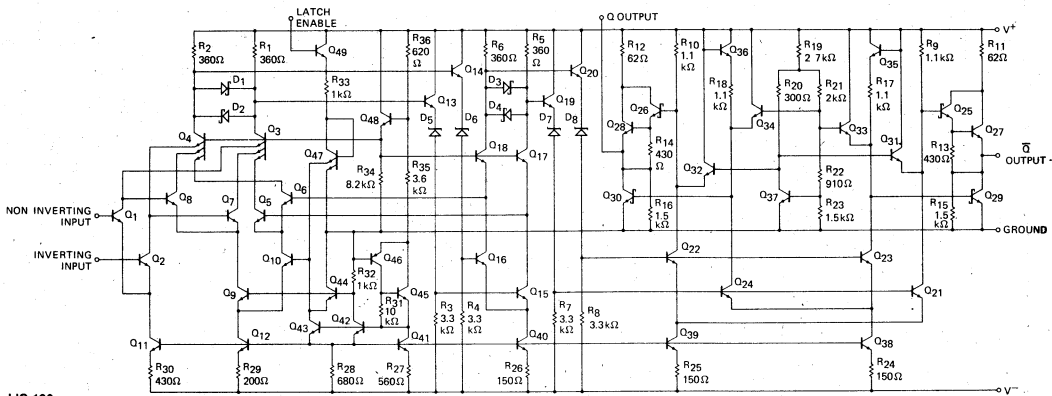 LATCH
ENABLE
Q OUTPUT
V+
R2
360Ω
R1
360Ω
Q49
R36
620
Ω
R6
360Ω
R5
360
Ω
R12
62Ω
R10
1.1
kΩ
Q36
R19
2 7kΩ
Q35
R9
1.1kΩ
R11
62Ω
D1
D2
R33
1kΩ
Q14
Q13
D3
D4
Q20
Q19
R18
1.1
kΩ
R20
300Ω
R21
2kΩ
R17
1.1
kΩ
Q26
Q28
Q34
Q33
Q25
Q27
Q4
Q3
Q48
D5
D6
D7
D8
R14
430
Ω
Q32
Q31
R13
430Ω
Q̄
OUTPUT -
Q47
Q18
Q17
R34
8.2kΩ
R35
3.6
kΩ
R22
910Ω
Q8
Q7
Q6
Q5
Q30
R16
1.5
kΩ
Q37
R23
1.5kΩ
R15
1.5
kΩ
Q29
NON INVERTING
INPUT
Q1
GROUND
INVERTING
INPUT
Q2
Q10
Q46
Q16
Q22
Q23
Q9
Q44
R32
1kΩ
Q45
R31
10
kΩ
Q15
Q24
Q21
R3
3.3
kΩ
R4
3.3
kΩ
R7
3.3
kΩ
R8
3.3kΩ
Q43
Q42
Q11
Q12
Q41
Q40
Q39
Q38
R30
430Ω
R29
200Ω
R28
680Ω
R27
560Ω
R26
150Ω
R25
150Ω
R24
150Ω
V−